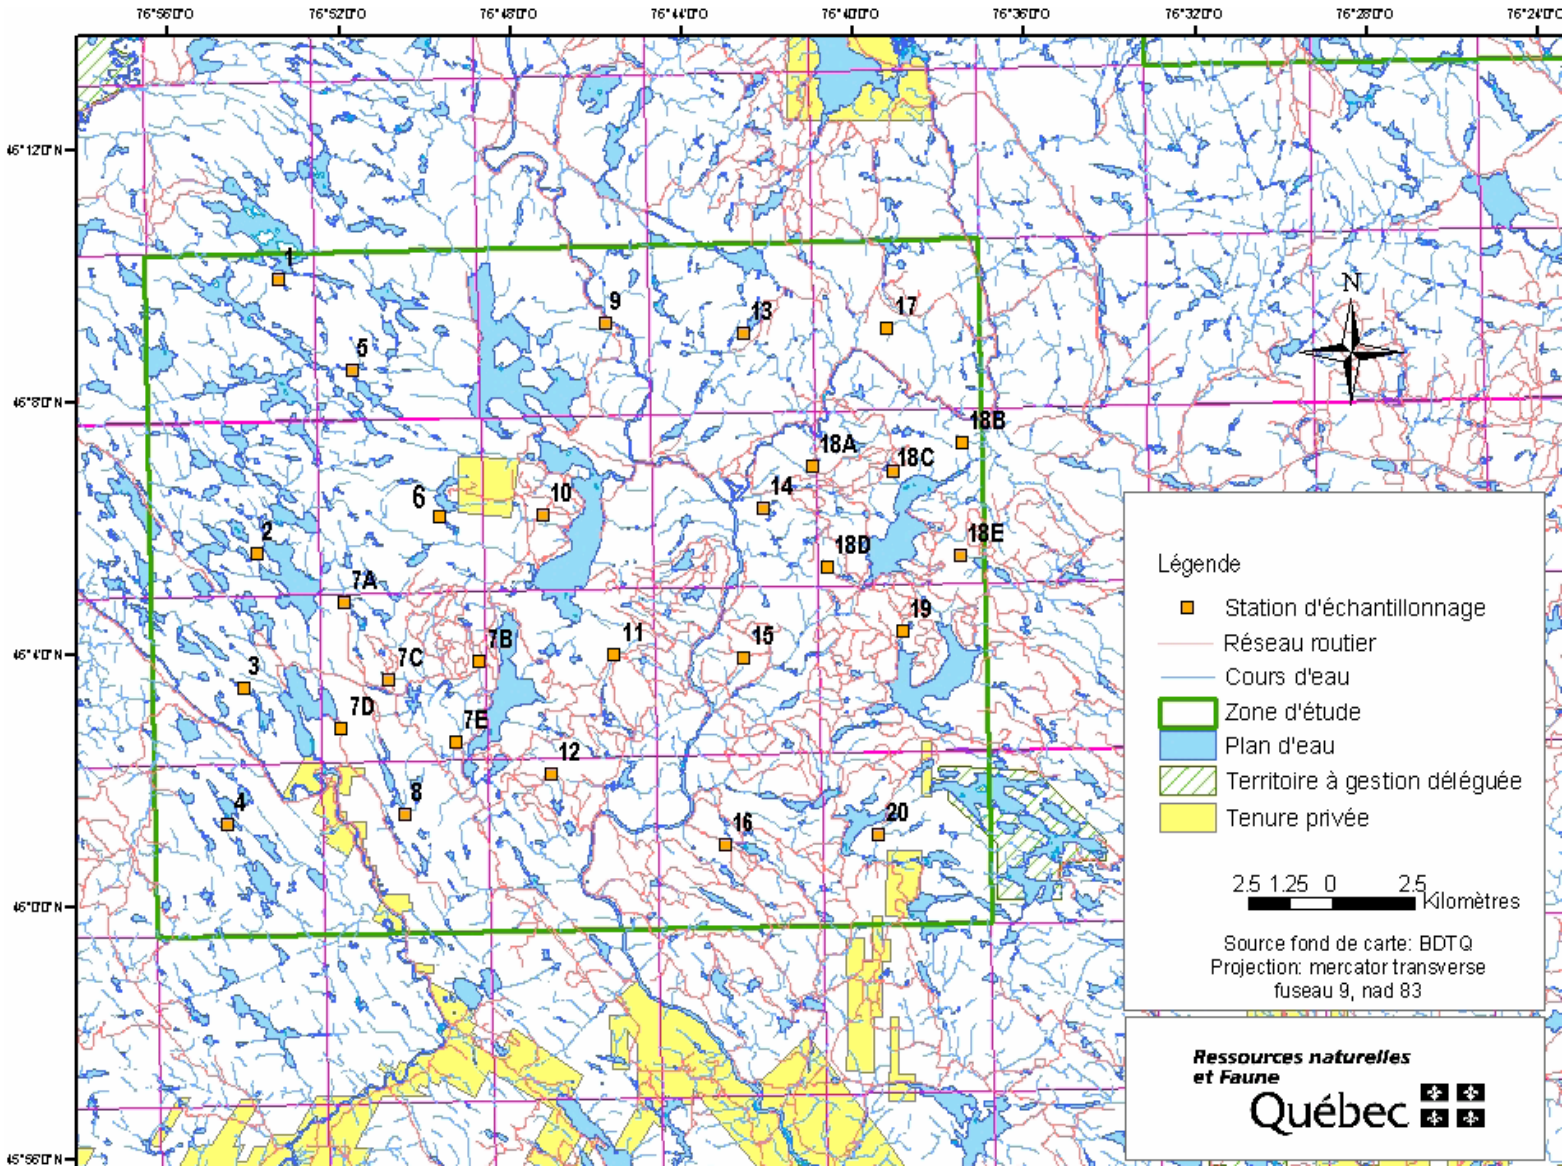 76°56'0"O 76°52'0"O 76°48'0"O 76°44'0"O 76°40'0"O 76°36'0"O 76°32'0"O 76°28'0"O 76°24'0"O
46°12'0"N
46°8'0"N
46°4'0"N
46°0'0"N
45°56'0"N
1
9
13
17
5
18B
18A
18C
6
10
14
2
18D
18E
7A
19
7B
11
15
7C
3
7D
7E
12
8
4
16
20
N
Légende
Station d'échantillonnage
Réseau routier
Cours d'eau
Zone d'étude
Plan d'eau
Territoire à gestion déléguée
Tenure privée
2.5 1.25 0 2.5
Kilomètres
Source fond de carte: BDTQ
Projection: mercator transverse
fuseau 9, nad 83
Ressources naturelles
et Faune
Québec